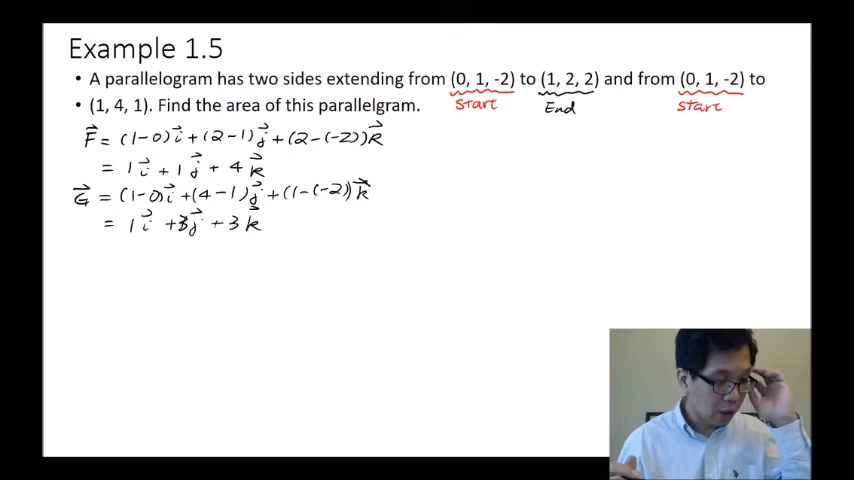 Example 1.5
• A parallelogram has two sides extending from (0, 1, -2) to (1, 2, 2) and from (0, 1, -2) to
Start End Start
• (1, 4, 1). Find the area of this parallelgram.
F⃗ = (1-0)i⃗ + (2-1)j⃗ + (2-(-2))k⃗
= 1i⃗ + 1j⃗ + 4k⃗
G⃗ = (1-0)i⃗ + (4-1)j⃗ + (1-(-2))k⃗
= 1i⃗ + 3j⃗ + 3k⃗